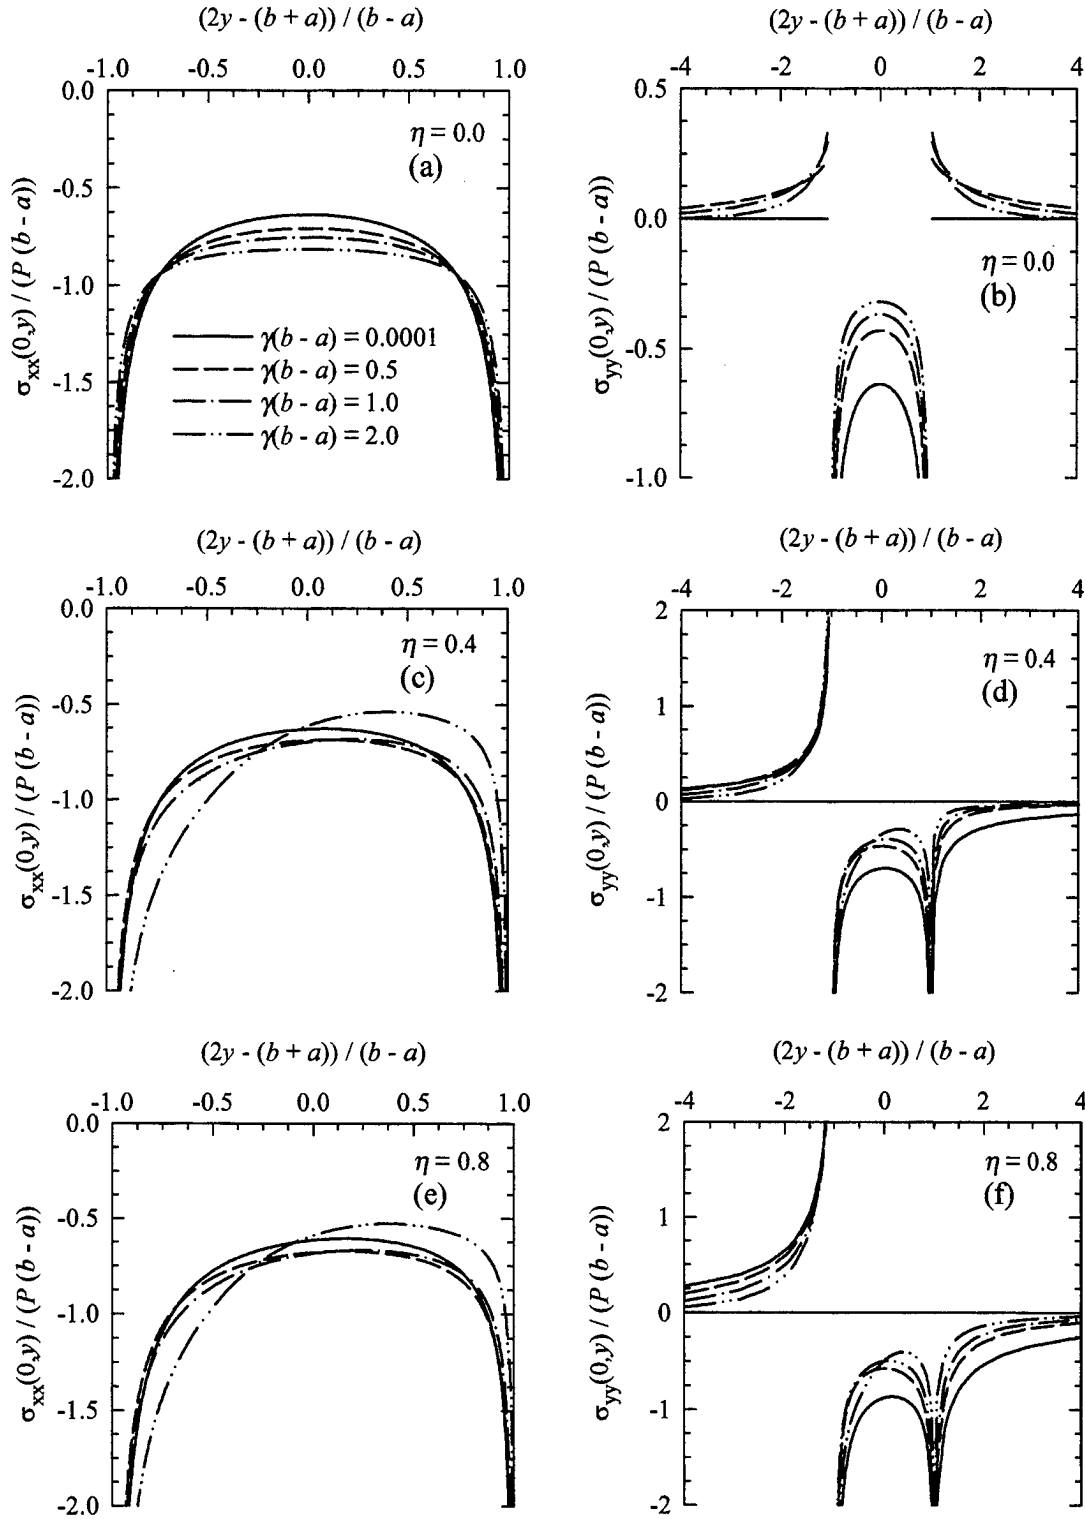 (2y - (b + a)) / (b - a)
-1.0 -0.5 0.0 0.5 1.0
0.0
-0.5
-1.0
-1.5
-2.0
σxx(0,y) / (P (b - a))
η = 0.0
(a)
γ(b - a) = 0.0001
γ(b - a) = 0.5
γ(b - a) = 1.0
γ(b - a) = 2.0
(2y - (b + a)) / (b - a)
-4 -2 0 2 4
0.5
0.0
-0.5
-1.0
σyy(0,y) / (P (b - a))
η = 0.0
(b)
(2y - (b + a)) / (b - a)
-1.0 -0.5 0.0 0.5 1.0
0.0
-0.5
-1.0
-1.5
-2.0
σxx(0,y) / (P (b - a))
η = 0.4
(c)
(2y - (b + a)) / (b - a)
-4 -2 0 2 4
2
1
0
-1
-2
σyy(0,y) / (P (b - a))
η = 0.4
(d)
(2y - (b + a)) / (b - a)
-1.0 -0.5 0.0 0.5 1.0
0.0
-0.5
-1.0
-1.5
-2.0
σxx(0,y) / (P (b - a))
η = 0.8
(e)
(2y - (b + a)) / (b - a)
-4 -2 0 2 4
2
1
0
-1
-2
σyy(0,y) / (P (b - a))
η = 0.8
(f)